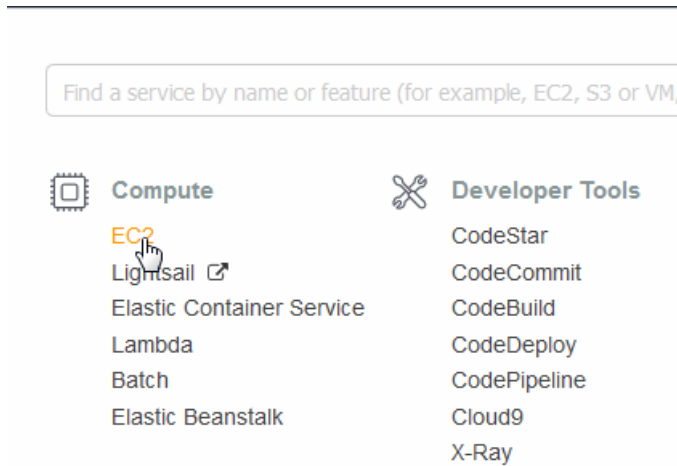 Find a service by name or feature (for example, EC2, S3 or VM,
Compute
EC2
Lightsail
Elastic Container Service
Lambda
Batch
Elastic Beanstalk
Developer Tools
CodeStar
CodeCommit
CodeBuild
CodeDeploy
CodePipeline
Cloud9
X-Ray